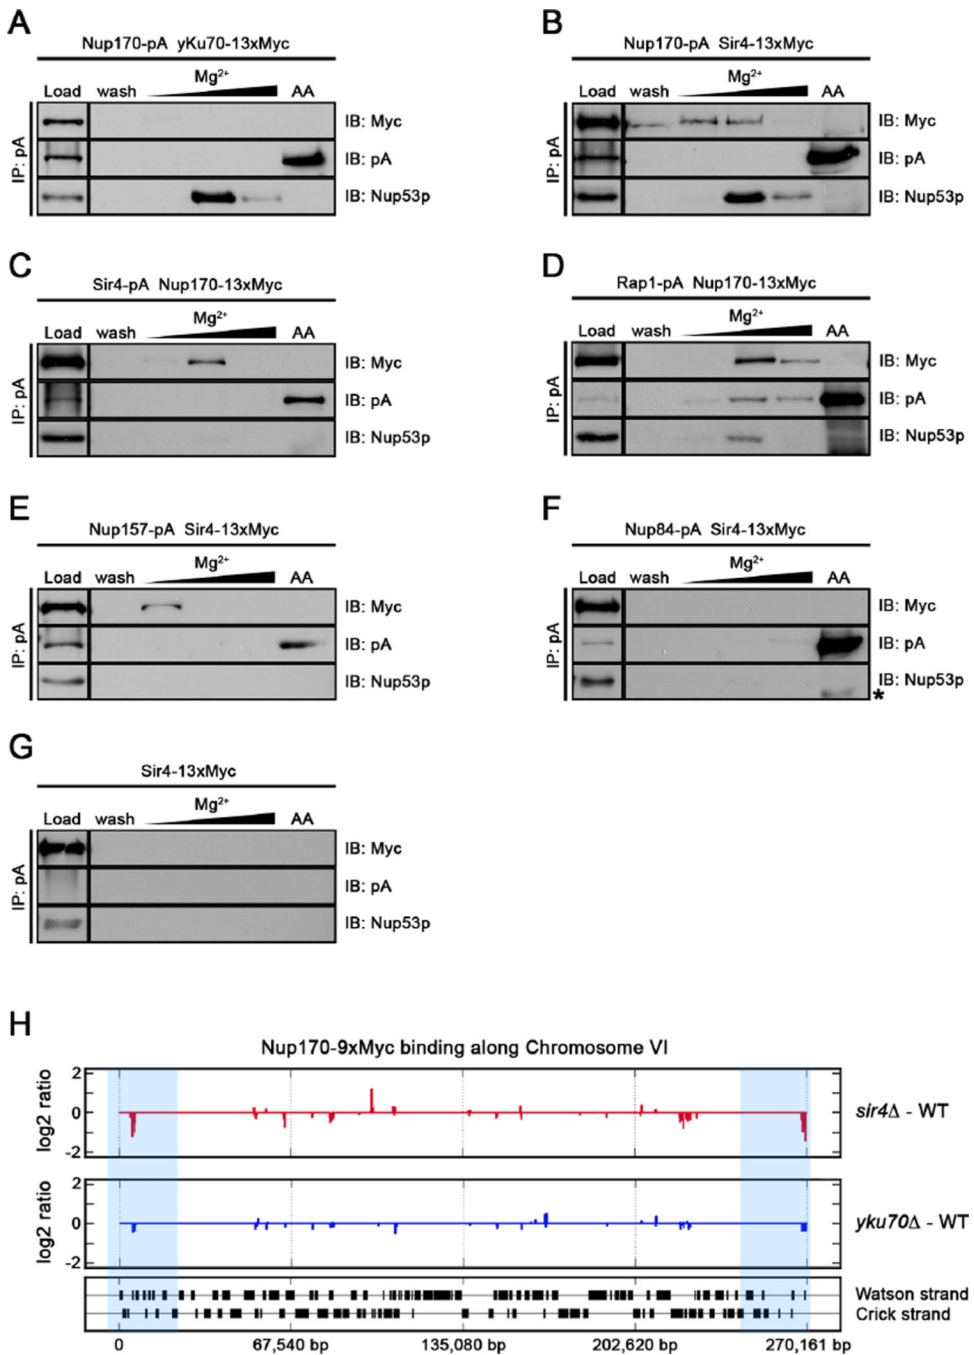 A
Nup170-pA yKu70-13xMyc
Mg2+
Load wash AA
IP: pA
IB: Myc
IB: pA
IB: Nup53p
B
Nup170-pA Sir4-13xMyc
Mg2+
Load wash AA
IP: pA
IB: Myc
IB: pA
IB: Nup53p
C
Sir4-pA Nup170-13xMyc
Mg2+
Load wash AA
IP: pA
IB: Myc
IB: pA
IB: Nup53p
D
Rap1-pA Nup170-13xMyc
Mg2+
Load wash AA
IP: pA
IB: Myc
IB: pA
IB: Nup53p
E
Nup157-pA Sir4-13xMyc
Mg2+
Load wash AA
IP: pA
IB: Myc
IB: pA
IB: Nup53p
F
Nup84-pA Sir4-13xMyc
Mg2+
Load wash AA
IP: pA
IB: Myc
IB: pA
IB: Nup53p
*
G
Sir4-13xMyc
Mg2+
Load wash AA
IP: pA
IB: Myc
IB: pA
IB: Nup53p
H
Nup170-9xMyc binding along Chromosome VI
log2 ratio
2
0
-2
sir4Δ - WT
log2 ratio
2
0
-2
yku70Δ - WT
Watson strand
Crick strand
0 67,540 bp 135,080 bp 202,620 bp 270,161 bp